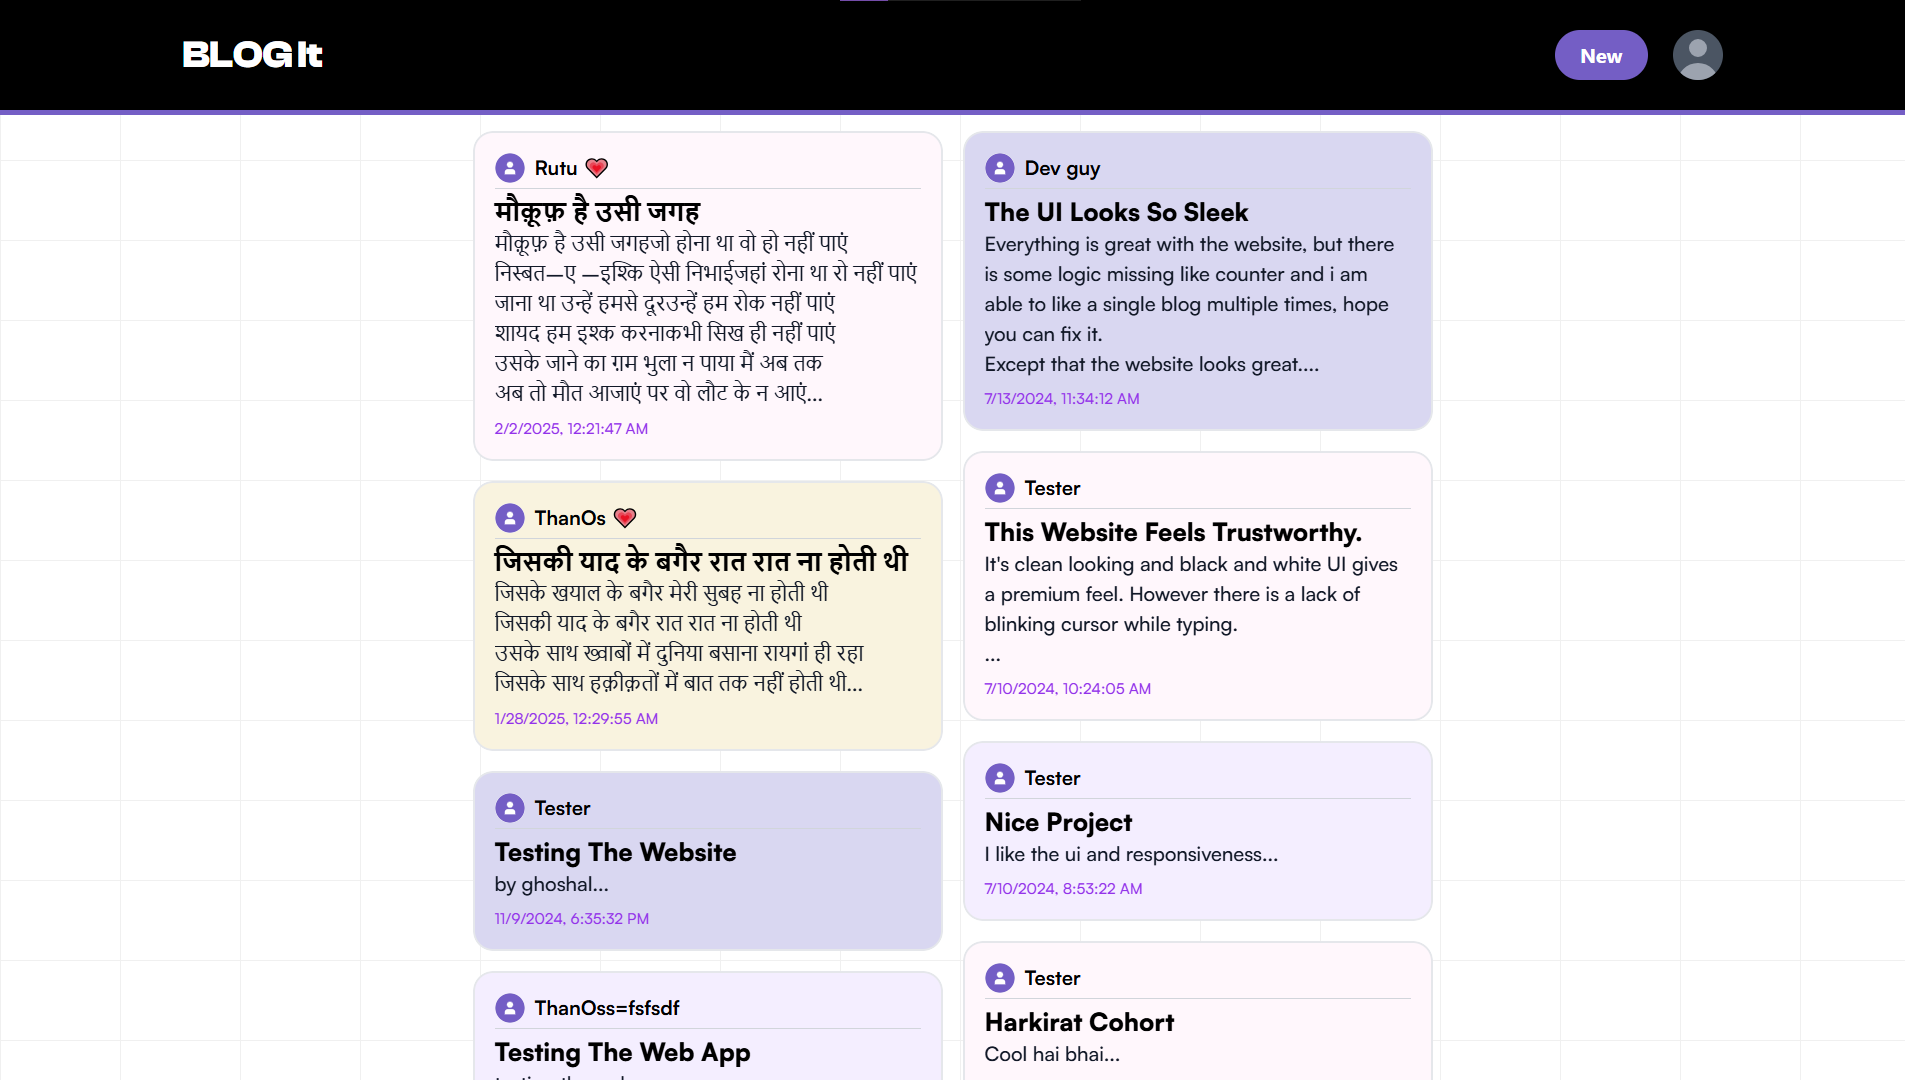 BLOGIt
New
Rutu ❤️
मौक़ूफ़ है उसी जगह
मौक़ूफ़ है उसी जगहजो होना था वो हो नहीं पाएं
निस्बत–ए –इश्कि ऐसी निभाईजहां रोना था रो नहीं पाएं
जाना था उन्हें हमसे दूरउन्हें हम रोक नहीं पाएं
शायद हम इश्क करनाकभी सिख ही नहीं पाएं
उसके जाने का ग़म भुला न पाया मैं अब तक
अब तो मौत आजाएं पर वो लौट के न आएं...
2/2/2025, 12:21:47 AM
ThanOs ❤️
जिसकी याद के बगैर रात रात ना होती थी
जिसके खयाल के बगैर मेरी सुबह ना होती थी
जिसकी याद के बगैर रात रात ना होती थी
उसके साथ ख्वाबों में दुनिया बसाना रायगां ही रहा
जिसके साथ हक़ीक़तों में बात तक नहीं होती थी...
1/28/2025, 12:29:55 AM
Tester
Testing The Website
by ghoshal...
11/9/2024, 6:35:32 PM
ThanOss=fsfsdf
Testing The Web App
Dev guy
The UI Looks So Sleek
Everything is great with the website, but there
is some logic missing like counter and i am
able to like a single blog multiple times, hope
you can fix it.
Except that the website looks great....
7/13/2024, 11:34:12 AM
Tester
This Website Feels Trustworthy.
It's clean looking and black and white UI gives
a premium feel. However there is a lack of
blinking cursor while typing.
...
7/10/2024, 10:24:05 AM
Tester
Nice Project
I like the ui and responsiveness...
7/10/2024, 8:53:22 AM
Tester
Harkirat Cohort
Cool hai bhai...